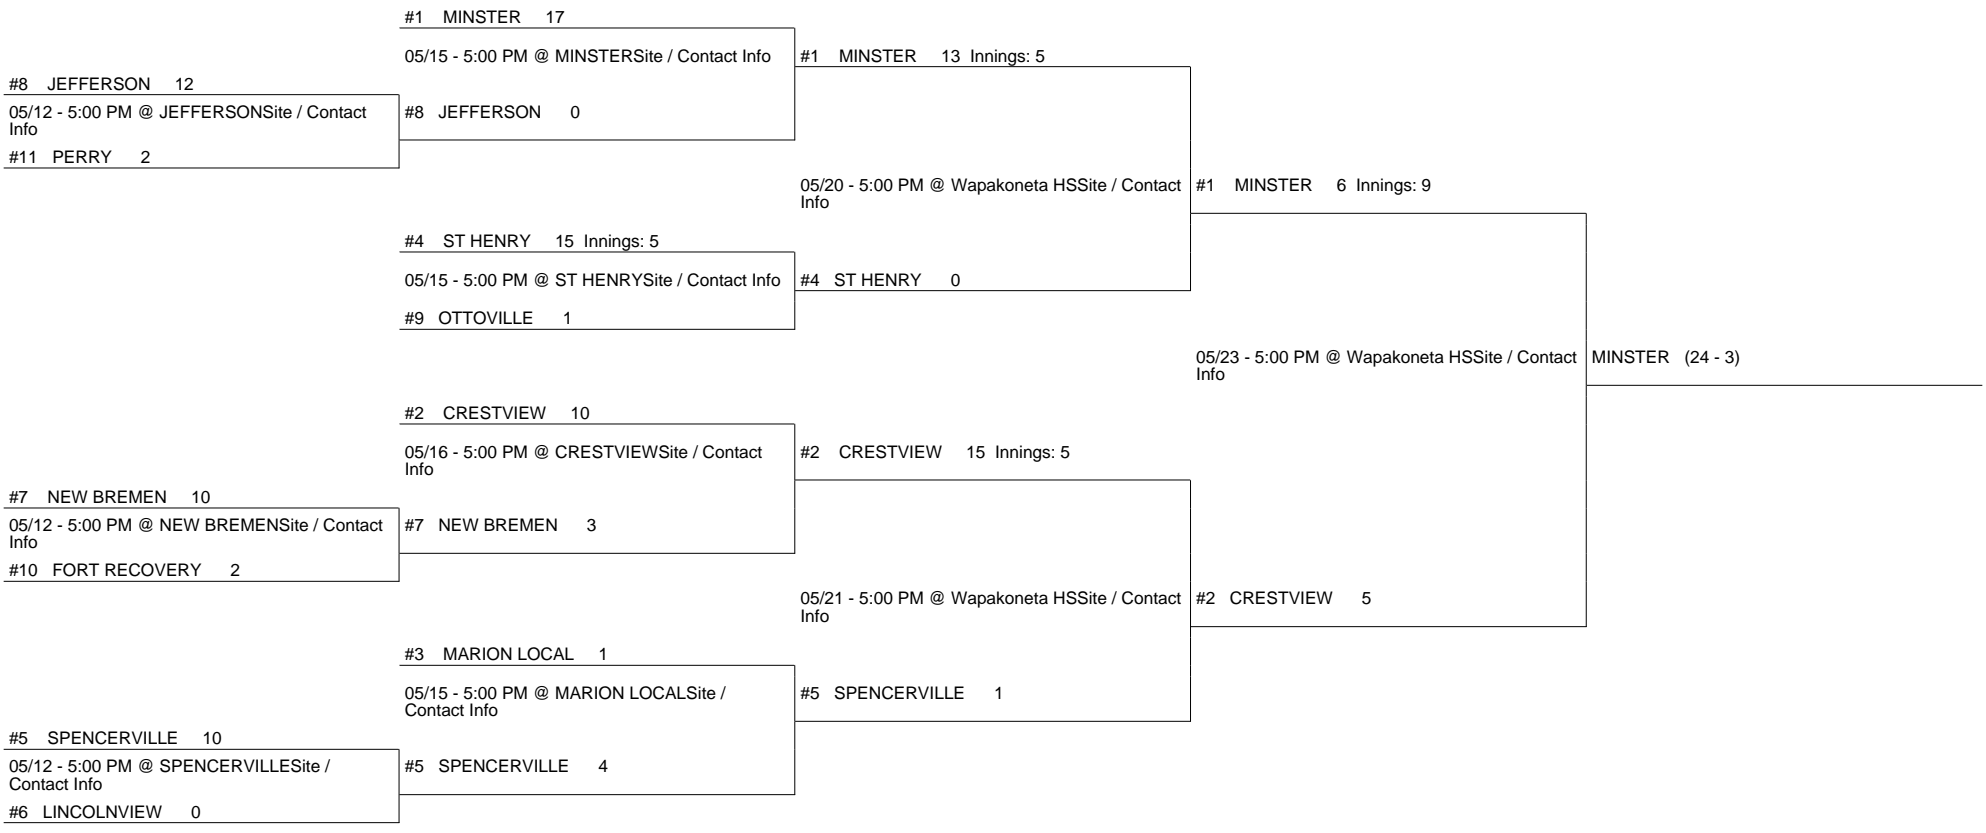 #1 MINSTER 17
05/15 - 5:00 PM @ MINSTERSite / Contact Info
#1 MINSTER 13 Innings: 5
#8 JEFFERSON 12
05/12 - 5:00 PM @ JEFFERSONSite / Contact
Info
#8 JEFFERSON 0
#11 PERRY 2
05/20 - 5:00 PM @ Wapakoneta HSSite / Contact
Info
#1 MINSTER 6 Innings: 9
#4 ST HENRY 15 Innings: 5
05/15 - 5:00 PM @ ST HENRYSite / Contact Info
#4 ST HENRY 0
#9 OTTOVILLE 1
05/23 - 5:00 PM @ Wapakoneta HSSite / Contact
Info
MINSTER (24 - 3)
#2 CRESTVIEW 10
05/16 - 5:00 PM @ CRESTVIEWSite / Contact
Info
#2 CRESTVIEW 15 Innings: 5
#7 NEW BREMEN 10
05/12 - 5:00 PM @ NEW BREMENSite / Contact
Info
#7 NEW BREMEN 3
#10 FORT RECOVERY 2
05/21 - 5:00 PM @ Wapakoneta HSSite / Contact
Info
#2 CRESTVIEW 5
#3 MARION LOCAL 1
05/15 - 5:00 PM @ MARION LOCALSite /
Contact Info
#5 SPENCERVILLE 1
#5 SPENCERVILLE 10
05/12 - 5:00 PM @ SPENCERVILLESite /
Contact Info
#5 SPENCERVILLE 4
#6 LINCOLNVIEW 0